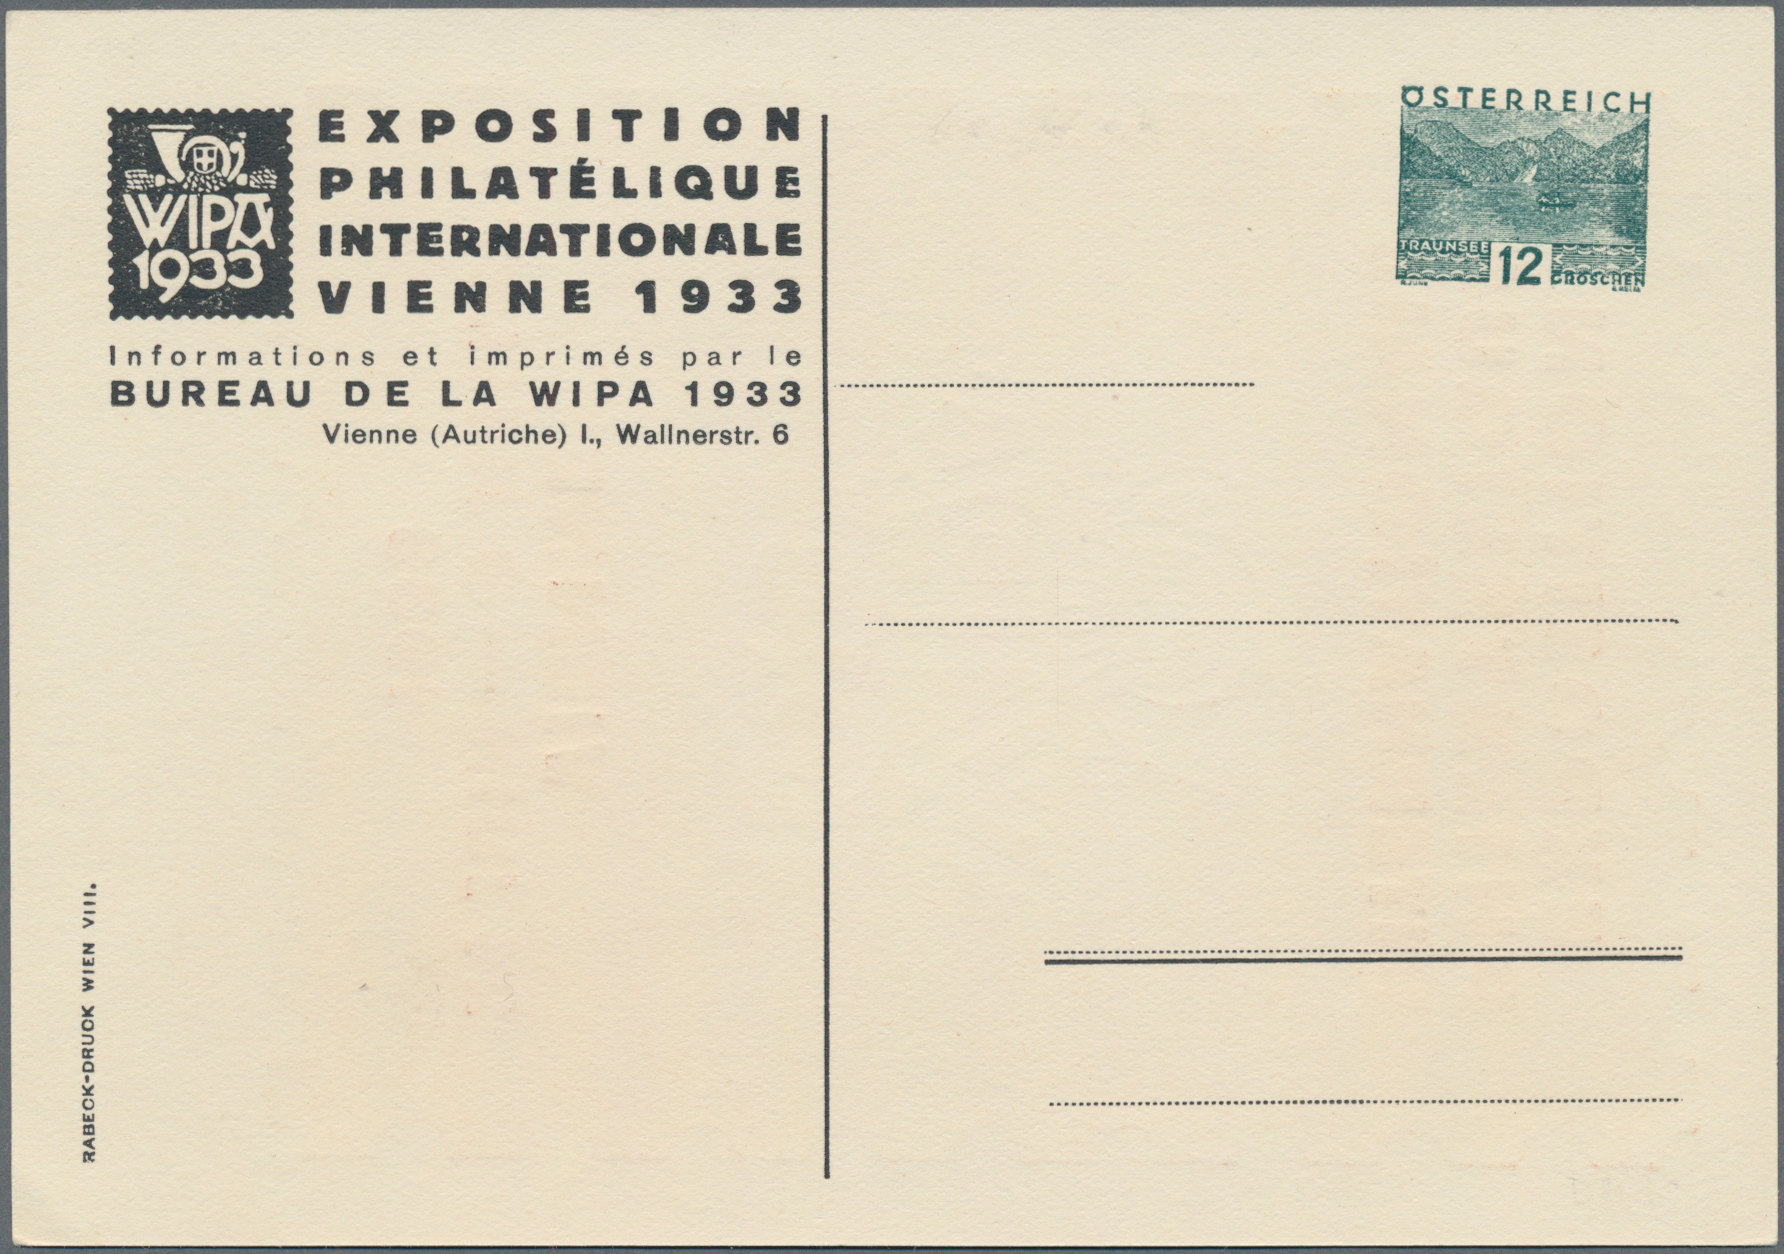 WIPA
1933
EXPOSITION
PHILATÉLIQUE
INTERNATIONALE
VIENNE 1933
Informations et imprimés par le
BUREAU DE LA WIPA 1933
Vienne (Autriche) I., Wallnerstr. 6
ÖSTERREICH
TRAUNSEE
12
GROSCHEN
RABECK-DRUCK WIEN VIII.